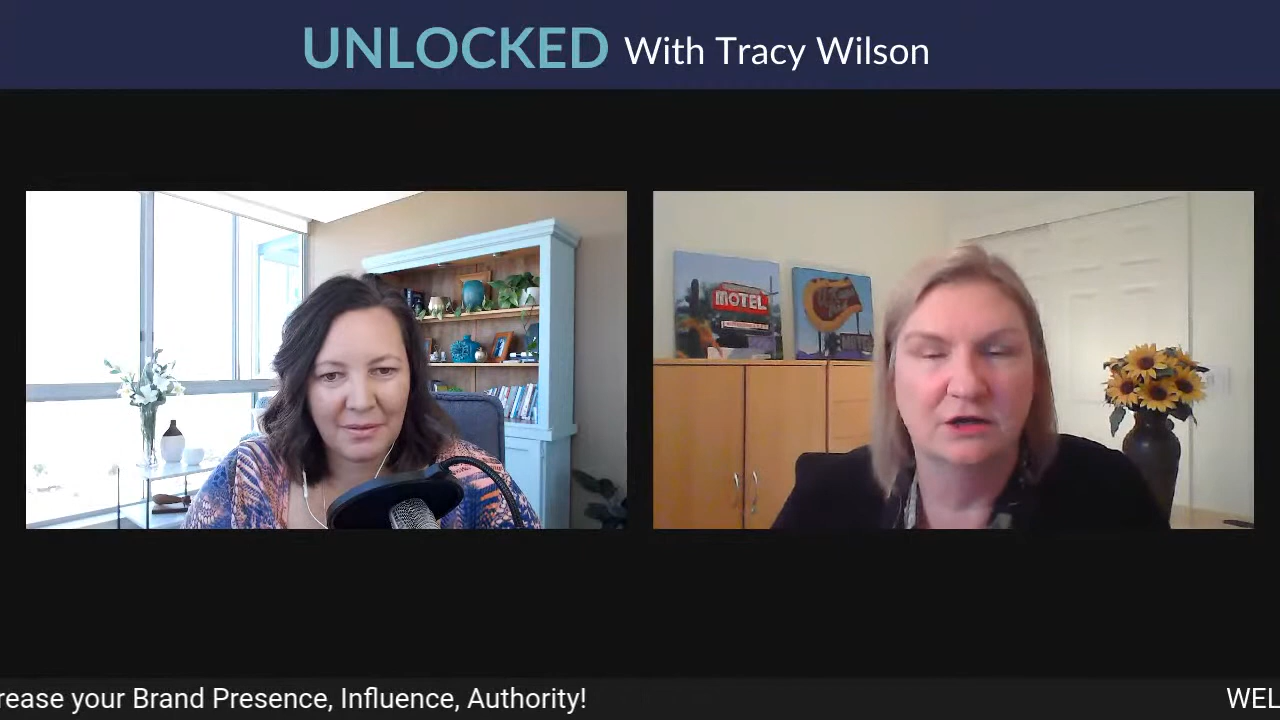 UNLOCKED With Tracy Wilson
MOTEL
rease your Brand Presence, Influence, Authority!
WEL